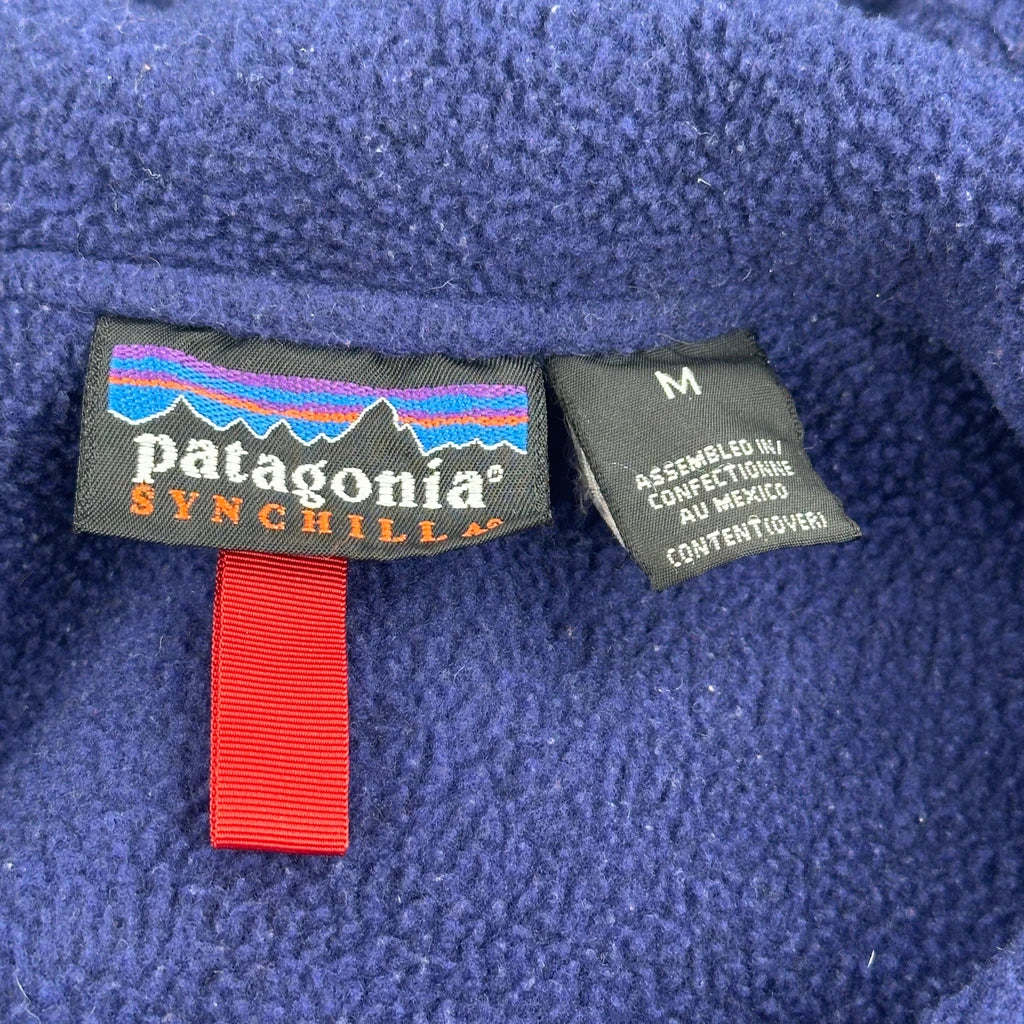 patagonia®
SYNCHILLA®
M
ASSEMBLED IN/
CONFECTIONNE
AU MEXICO
CONTENT(OVER)